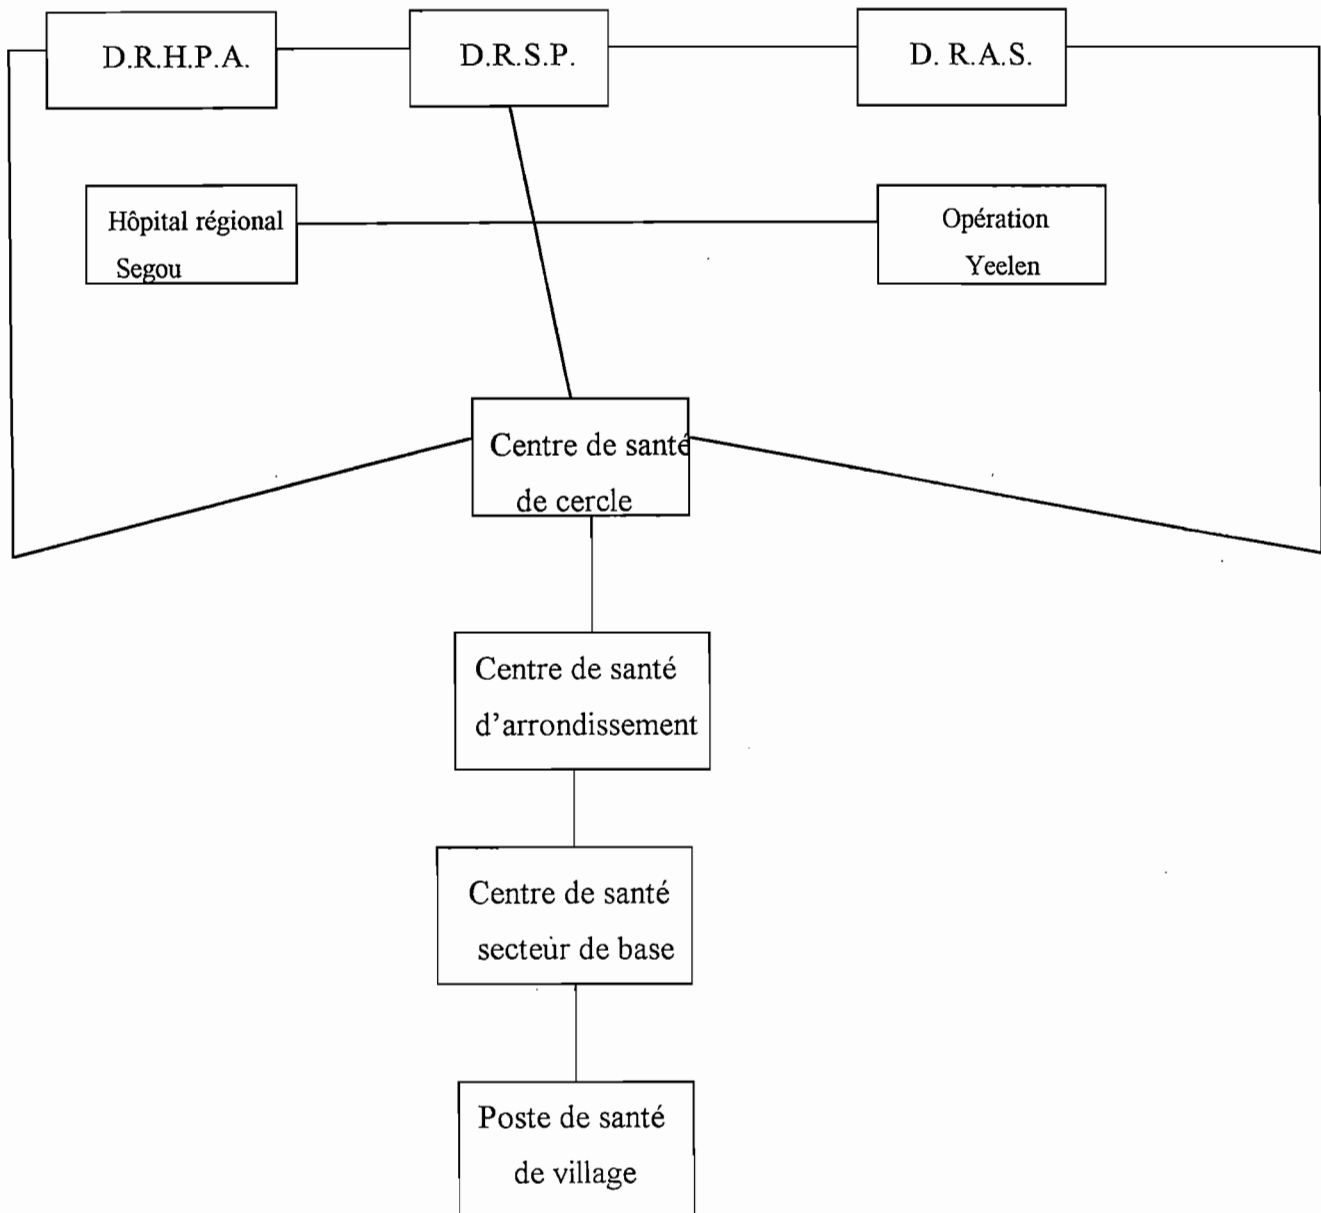 D.R.H.P.A.
D.R.S.P.
D. R.A.S.
Hôpital régional
Segou
Opération
Yeelen
Centre de santé
de cercle
Centre de santé
d'arrondissement
Centre de santé
secteur de base
Poste de santé
de village